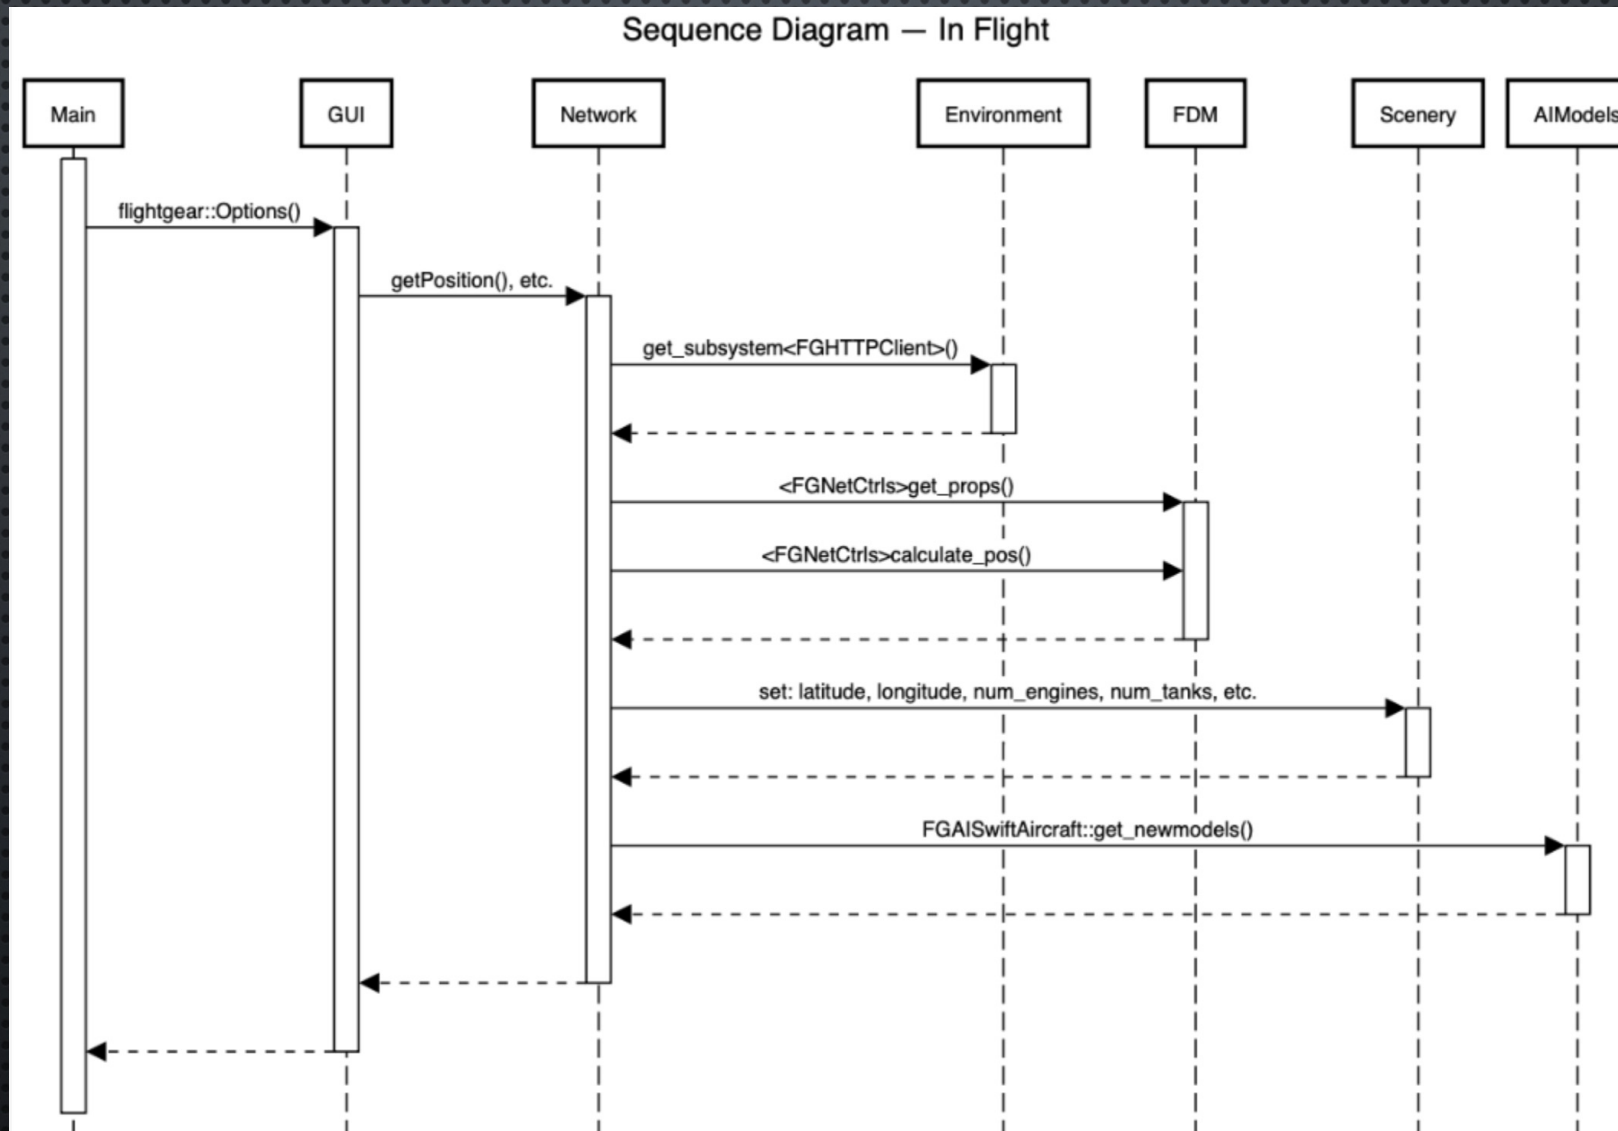 Sequence Diagram — In Flight
Main
GUI
Network
Environment
FDM
Scenery
AIModels
flightgear::Options()
getPosition(), etc.
get_subsystem<FGHTTPClient>()
<FGNetCtrls>get_props()
<FGNetCtrls>calculate_pos()
set: latitude, longitude, num_engines, num_tanks, etc.
FGAISwiftAircraft::get_newmodels()